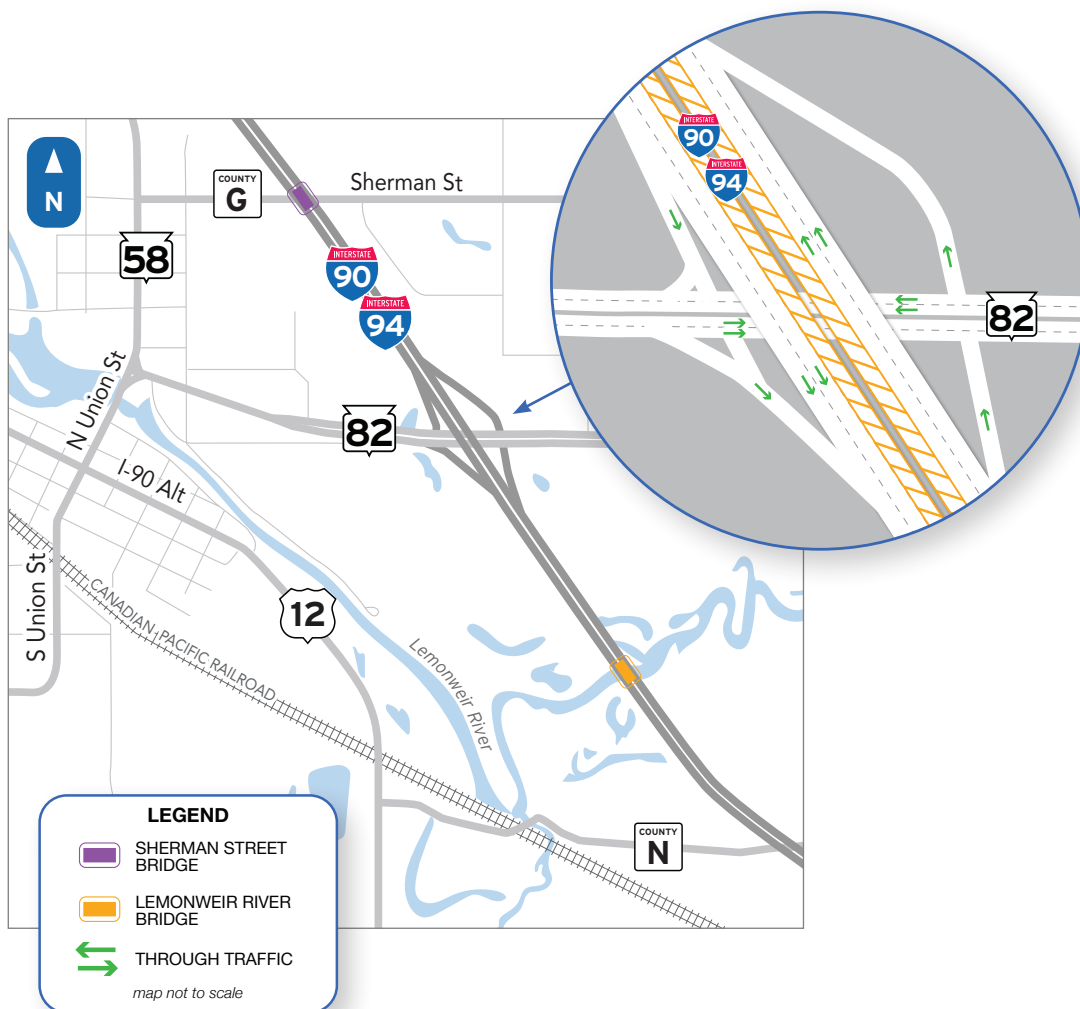 INTERSTATE
90
INTERSTATE
94
82
N
COUNTY
G
Sherman St
58
INTERSTATE
90
INTERSTATE
94
N Union St
82
I-90 Alt
S Union St
CANADIAN PACIFIC RAILROAD
12
Lemonweir River
COUNTY
N
LEGEND
SHERMAN STREET
BRIDGE
LEMONWEIR RIVER
BRIDGE
THROUGH TRAFFIC
map not to scale